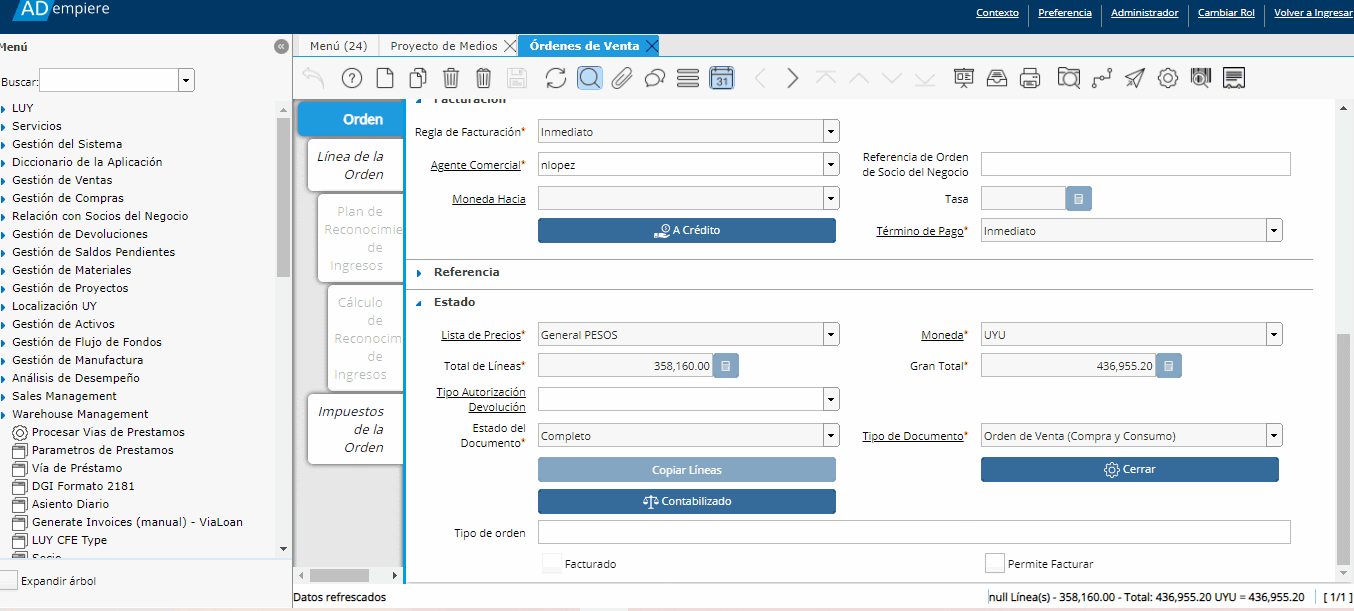 ADempiere
Contexto
Preferencia
Administrador
Cambiar Rol
Volver a Ingresar
Menú
Buscar:
LUY
Servicios
Gestión del Sistema
Diccionario de la Aplicación
Gestión de Ventas
Gestión de Compras
Relación con Socios del Negocio
Gestión de Devoluciones
Gestión de Saldos Pendientes
Gestión de Materiales
Gestión de Proyectos
Localización UY
Gestión de Activos
Gestión de Flujo de Fondos
Gestión de Manufactura
Análisis de Desempeño
Sales Management
Warehouse Management
Procesar Vias de Prestamos
Parametros de Prestamos
Vía de Préstamo
DGI Formato 2181
Asiento Diario
Generate Invoices (manual) - ViaLoan
LUY CFE Type
Socio
Expandir árbol
Menú (24)
Proyecto de Medios
Órdenes de Venta
31
Orden
Línea de la
Orden
Plan de
Reconocimie
de
Ingresos
Cálculo
de
Reconocim
de
Ingresos
Impuestos
de la
Orden
Facturación
Regla de Facturación*
Inmediato
Agente Comercial*
nlopez
Referencia de Orden
de Socio del Negocio
Moneda Hacia
Tasa
A Crédito
Término de Pago*
Inmediato
Referencia
Estado
Lista de Precios*
General PESOS
Moneda*
UYU
Total de Líneas*
358,160.00
Gran Total*
436,955.20
Tipo Autorización
Devolución
Estado del
Documento*
Completo
Tipo de Documento*
Orden de Venta (Compra y Consumo)
Copiar Líneas
Cerrar
Contabilizado
Tipo de orden
Facturado
Permite Facturar
Datos refrescados
null Línea(s) - 358,160.00 - Total: 436,955.20 UYU = 436,955.20
[ 1/1 ]